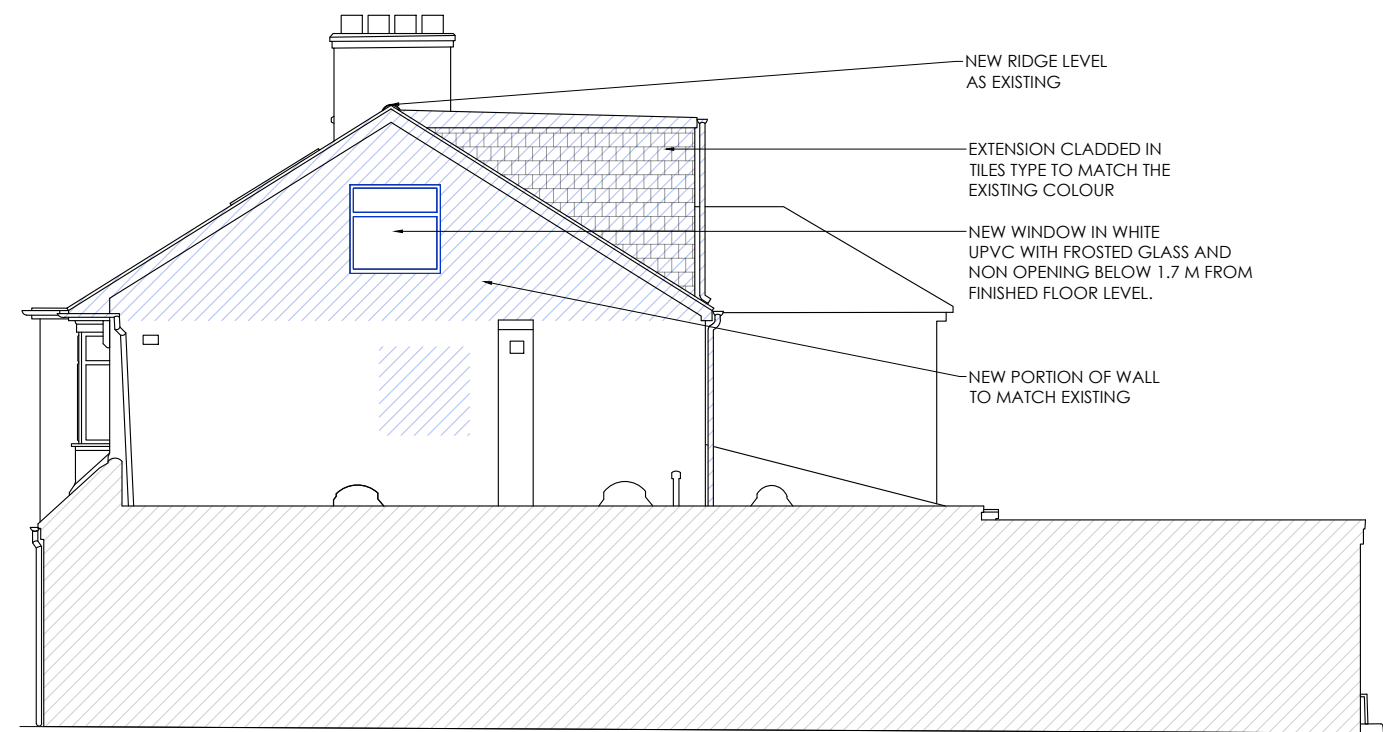 NEW RIDGE LEVEL
AS EXISTING
EXTENSION CLADDED IN
TILES TYPE TO MATCH THE
EXISTING COLOUR
NEW WINDOW IN WHITE
UPVC WITH FROSTED GLASS AND
NON OPENING BELOW 1.7 M FROM
FINISHED FLOOR LEVEL.
NEW PORTION OF WALL
TO MATCH EXISTING